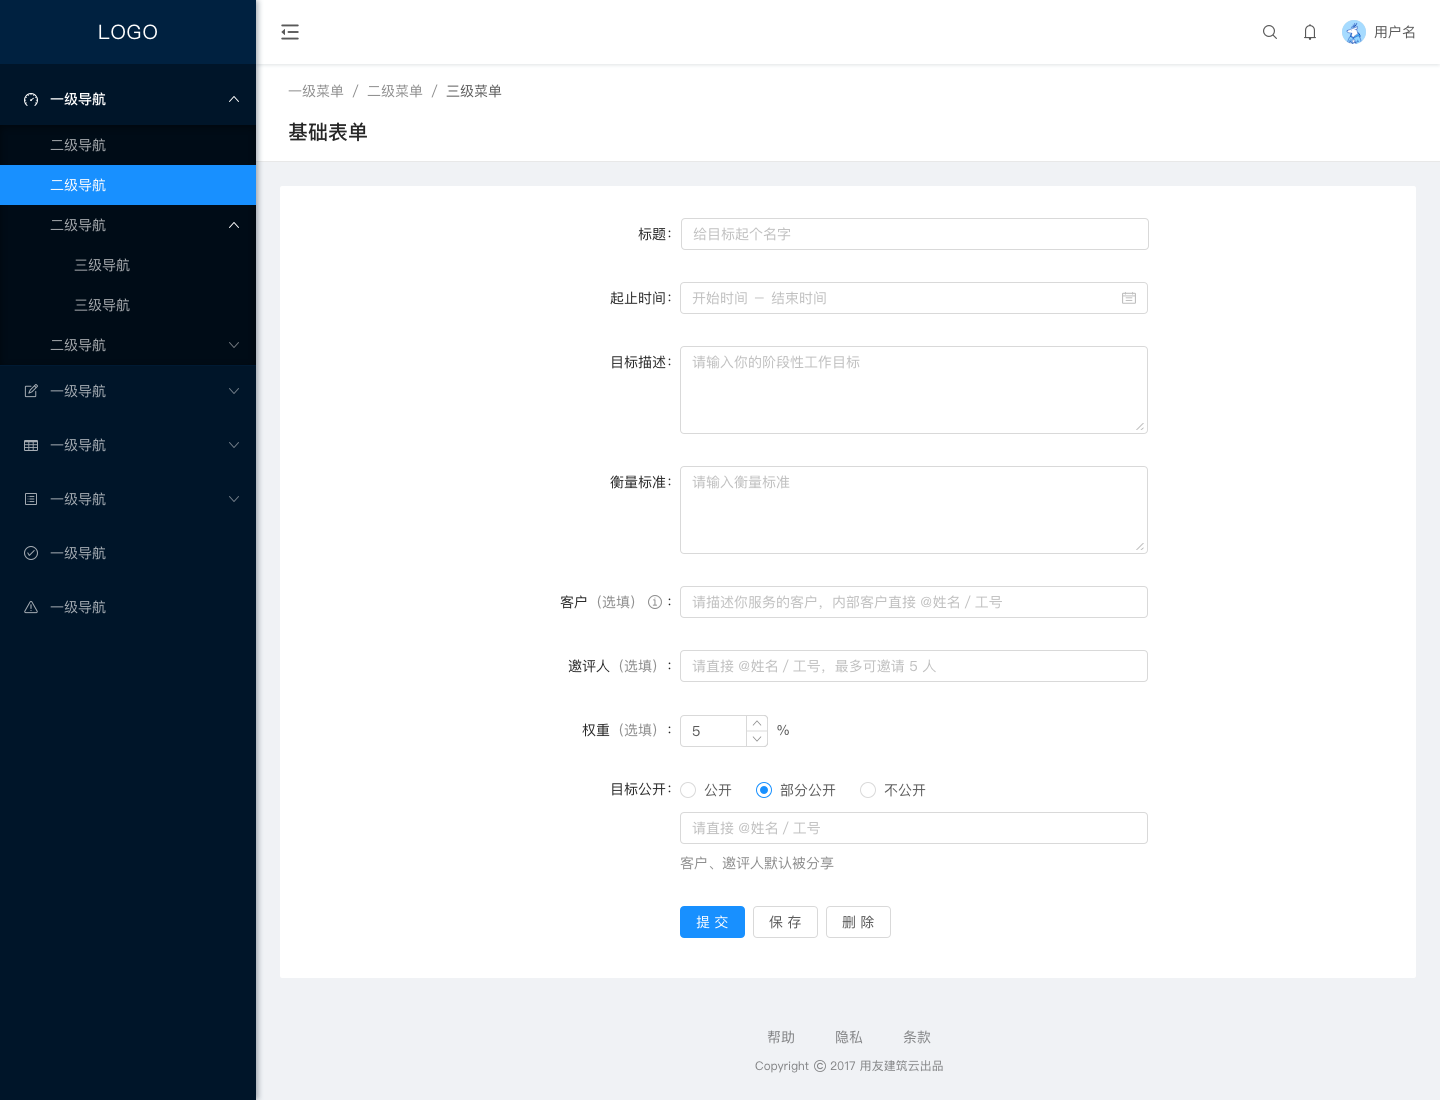 LOGO
一级导航
二级导航
二级导航
二级导航
三级导航
三级导航
二级导航
一级导航
一级导航
一级导航
一级导航
一级导航
用户名
一级菜单 / 二级菜单 / 三级菜单
基础表单
标题： 给目标起个名字
起止时间： 开始时间 – 结束时间
目标描述： 请输入你的阶段性工作目标
衡量标准： 请输入衡量标准
客户（选填）： 请描述你服务的客户，内部客户直接 @姓名 / 工号
邀评人（选填）： 请直接 @姓名 / 工号，最多可邀请 5 人
权重（选填）： 5 %
目标公开： 公开 部分公开 不公开
请直接 @姓名 / 工号
客户、邀评人默认被分享
提 交 保 存 删 除
帮助 隐私 条款
Copyright © 2017 用友建筑云出品